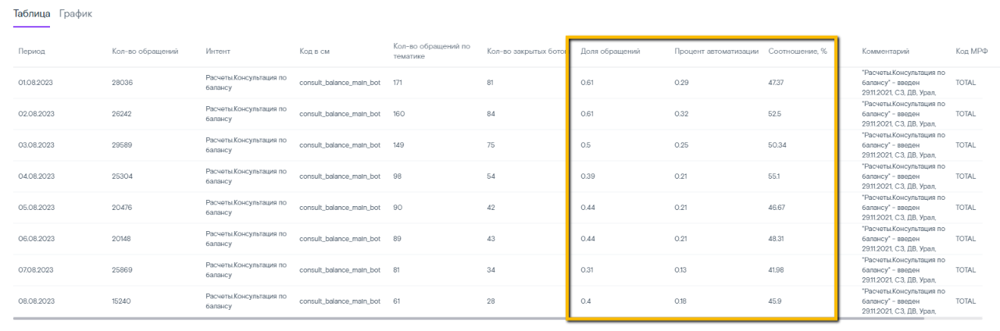 Таблица График
Период Кол-во обращений Интент Код в см Кол-во обращений по тематике Кол-во закрытых ботом Доля обращений Процент автоматизации Соотношение, % Комментарий Код МРФ
01.08.2023 28036 Расчеты.Консультация по балансу consult_balance_main_bot 171 81 0.61 0.29 47.37 "Расчеты.Консультация по балансу" - введен 29.11.2021, СЗ, ДВ, Урал, TOTAL
02.08.2023 26242 Расчеты.Консультация по балансу consult_balance_main_bot 160 84 0.61 0.32 52.5 "Расчеты.Консультация по балансу" - введен 29.11.2021, СЗ, ДВ, Урал, TOTAL
03.08.2023 29589 Расчеты.Консультация по балансу consult_balance_main_bot 149 75 0.5 0.25 50.34 "Расчеты.Консультация по балансу" - введен 29.11.2021, СЗ, ДВ, Урал, TOTAL
04.08.2023 25304 Расчеты.Консультация по балансу consult_balance_main_bot 98 54 0.39 0.21 55.1 "Расчеты.Консультация по балансу" - введен 29.11.2021, СЗ, ДВ, Урал, TOTAL
05.08.2023 20476 Расчеты.Консультация по балансу consult_balance_main_bot 90 42 0.44 0.21 46.67 "Расчеты.Консультация по балансу" - введен 29.11.2021, СЗ, ДВ, Урал, TOTAL
06.08.2023 20148 Расчеты.Консультация по балансу consult_balance_main_bot 89 43 0.44 0.21 48.31 "Расчеты.Консультация по балансу" - введен 29.11.2021, СЗ, ДВ, Урал, TOTAL
07.08.2023 25869 Расчеты.Консультация по балансу consult_balance_main_bot 81 34 0.31 0.13 41.98 "Расчеты.Консультация по балансу" - введен 29.11.2021, СЗ, ДВ, Урал, TOTAL
08.08.2023 15240 Расчеты.Консультация по балансу consult_balance_main_bot 61 28 0.4 0.18 45.9 "Расчеты.Консультация по балансу" - введен 29.11.2021, СЗ, ДВ, Урал, TOTAL